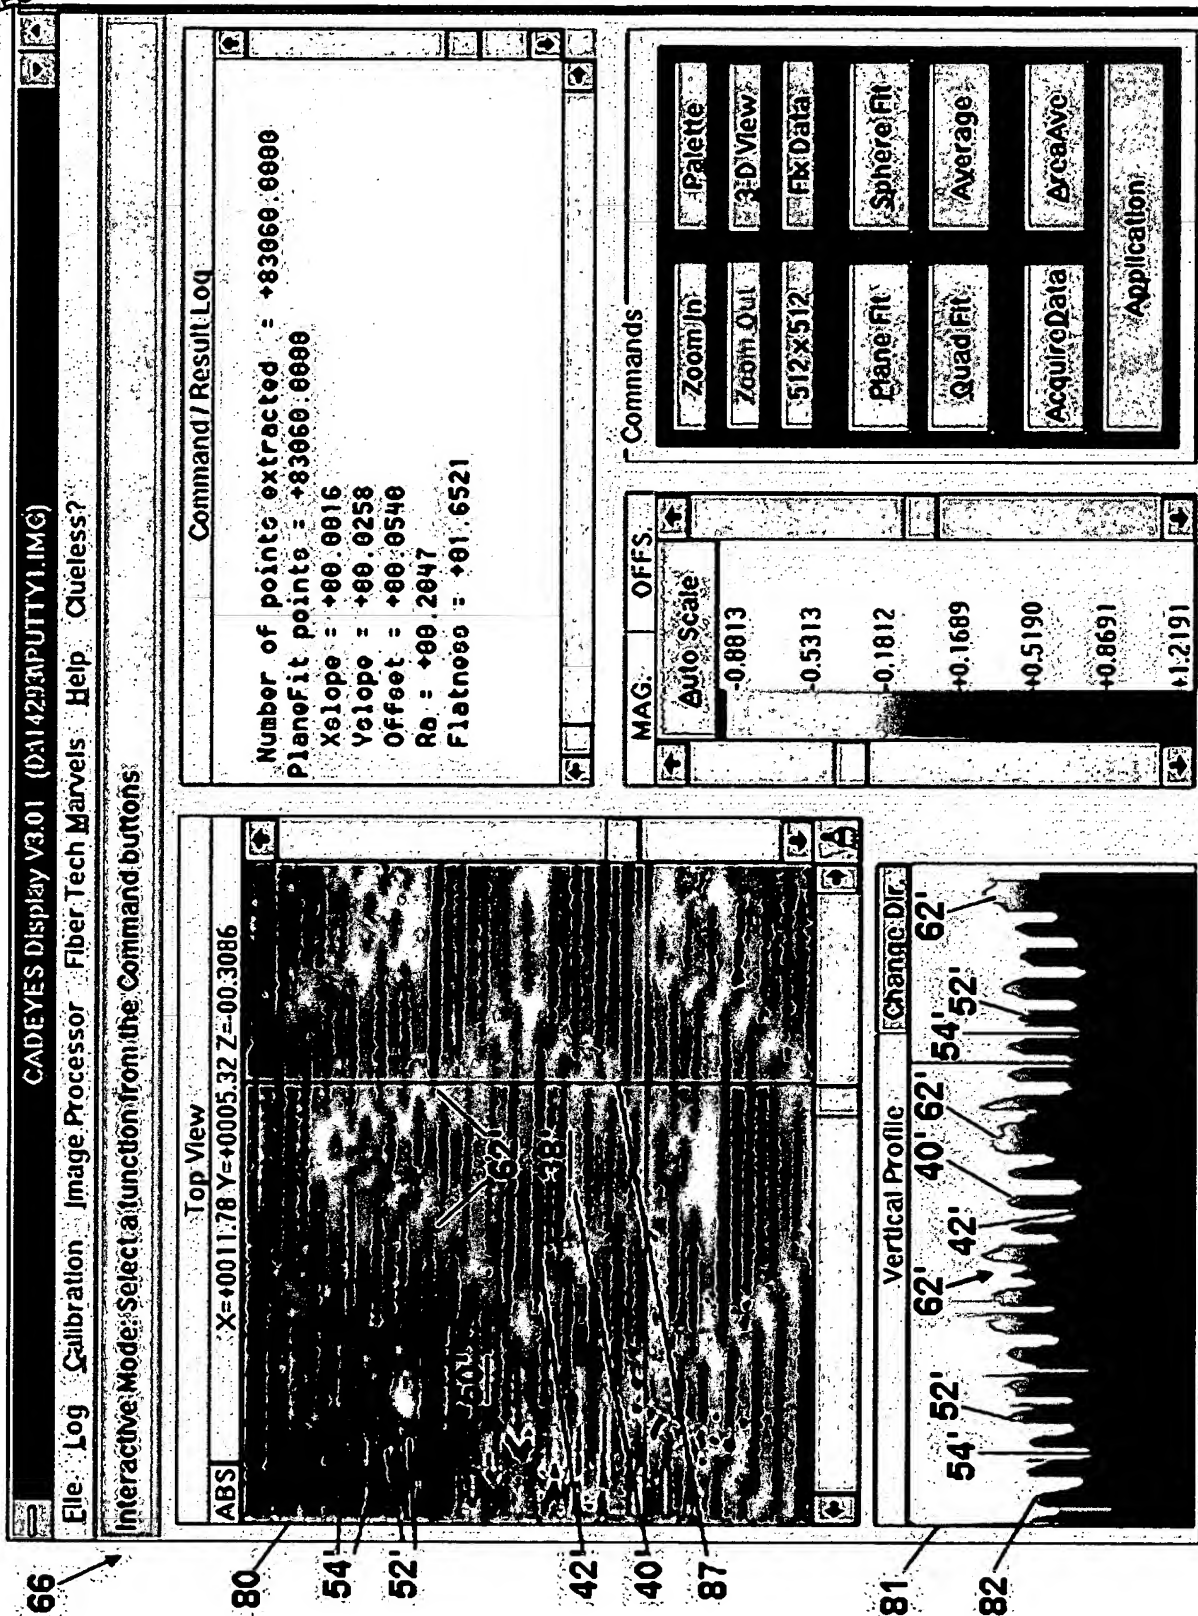 CADEYES Display V3.01 (D:\14293\PUTTY1.IMG)
File Log Calibration Image Processor Fiber Tech Marvels Help Clueless?
Interactive Mode: Select a function from the Command buttons
66
Top View
ABS X=+0011.78 Y=+0005.32 Z=-00.3086
80
54'
52'
42'
40'
87
50'
38'
62'
Vertical Profile
Change Dir.
81
82
54'
52'
62'
42'
40'
62'
54'
52'
62'
Command / Result Log
Number of points extracted = +83060.0000
PlaneFit points = +83060.0000
Xslope = +00.0016
Yslope = +00.0258
Offset = +00.0540
Ra = +00.2047
Flatness = +01.6521
MAG. OFFS.
Auto Scale
-0.8813
-0.5313
-0.1812
+0.1689
+0.5190
+0.8691
+1.2191
Commands
Zoom In Palette
Zoom Out 3-D View
512x512 Fix Data
Plane Fit Sphere Fit
Quad Fit Average
AcquireData AreaAve
Application